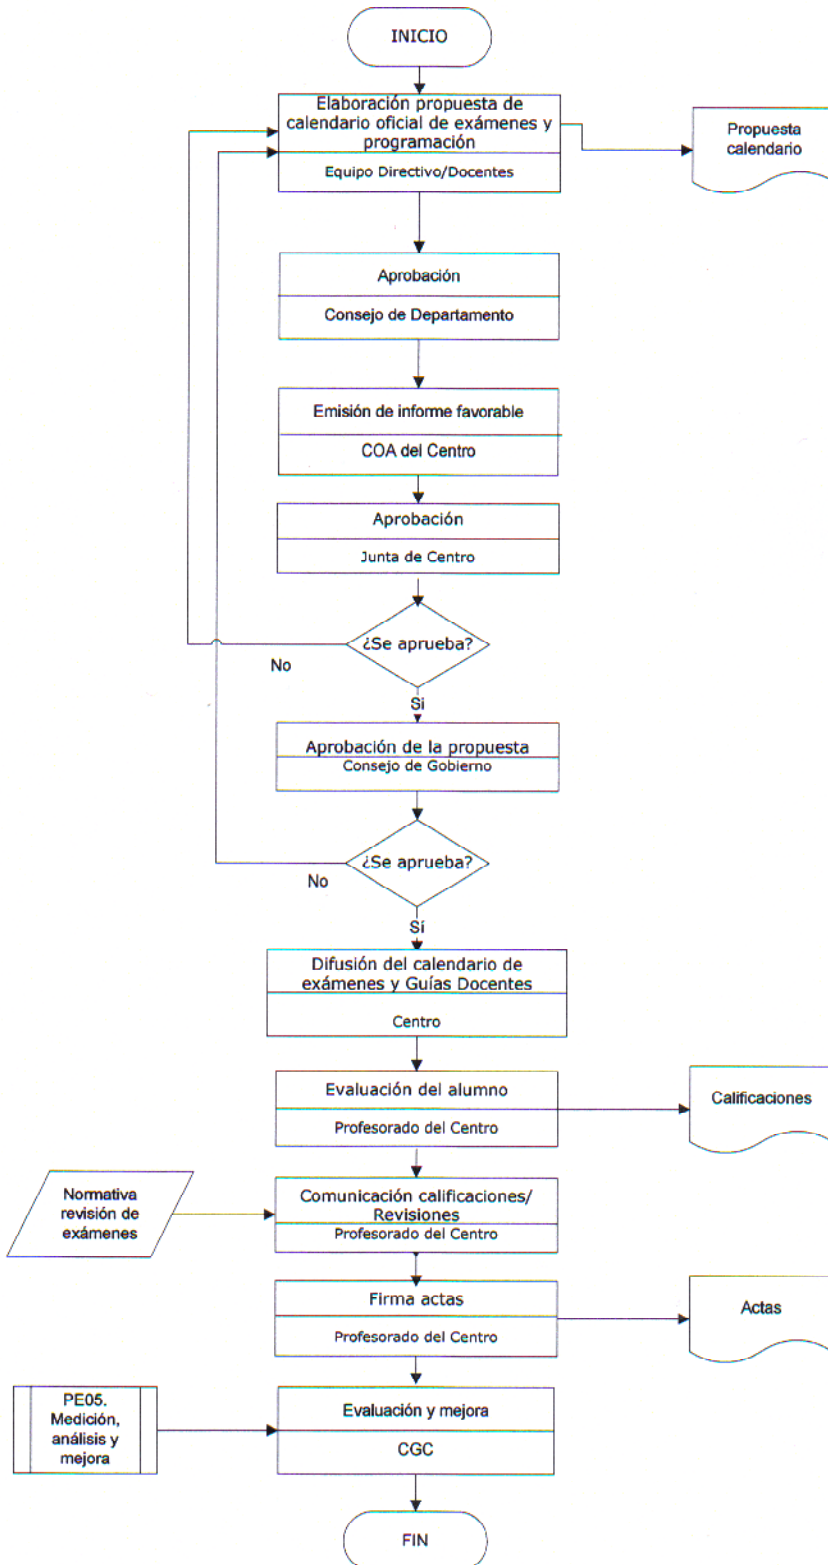 INICIO
Elaboración propuesta de
calendario oficial de exámenes y
programación
Equipo Directivo/Docentes
Propuesta
calendario
Aprobación
Consejo de Departamento
Emisión de informe favorable
COA del Centro
Aprobación
Junta de Centro
¿Se aprueba?
No
Si
Aprobación de la propuesta
Consejo de Gobierno
¿Se aprueba?
No
Sí
Difusión del calendario de
exámenes y Guías Docentes
Centro
Evaluación del alumno
Profesorado del Centro
Calificaciones
Normativa
revisión de
exámenes
Comunicación calificaciones/
Revisiones
Profesorado del Centro
Firma actas
Profesorado del Centro
Actas
PE05.
Medición,
análisis y
mejora
Evaluación y mejora
CGC
FIN